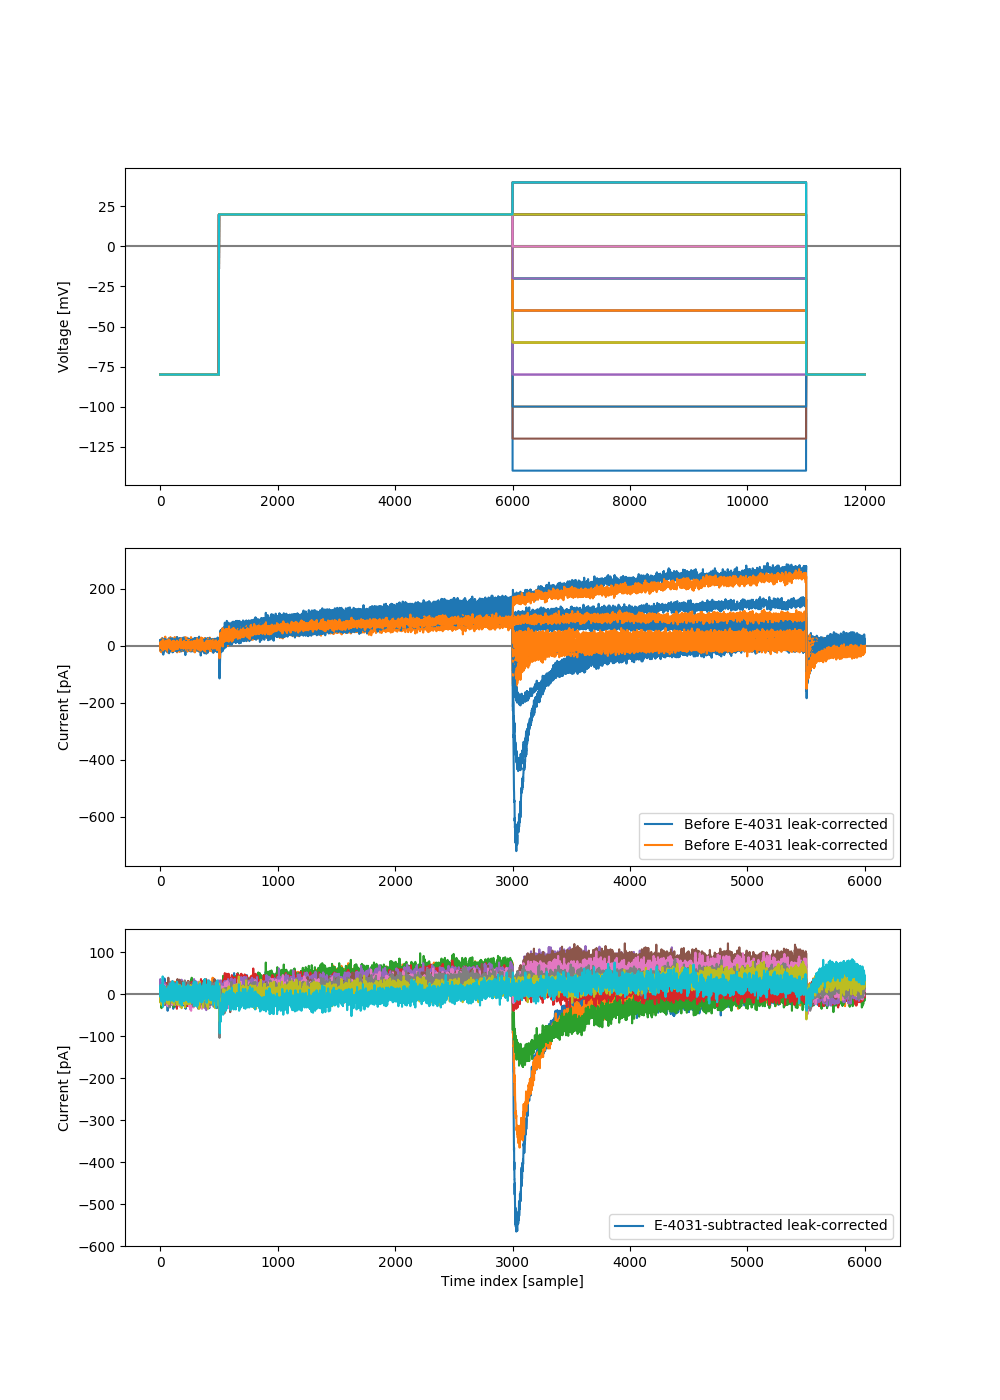 25
0
−25
−50
−75
−100
−125
Voltage [mV]
0 2000 4000 6000 8000 10000 12000
200
0
−200
−400
−600
Current [pA]
Before E-4031 leak-corrected
Before E-4031 leak-corrected
0 1000 2000 3000 4000 5000 6000
100
0
−100
−200
−300
−400
−500
−600
Current [pA]
E-4031-subtracted leak-corrected
0 1000 2000 3000 4000 5000 6000
Time index [sample]